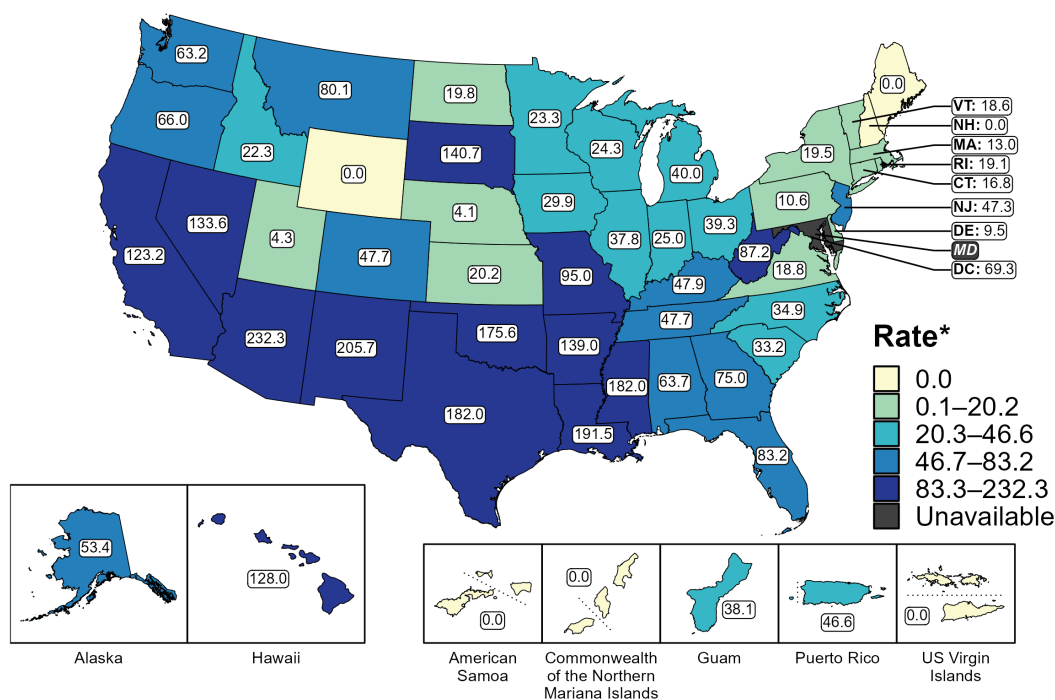 63.2
80.1
19.8
23.3
0.0
VT: 18.6
NH: 0.0
MA: 13.0
RI: 19.1
CT: 16.8
NJ: 47.3
DE: 9.5
MD
DC: 69.3
66.0
22.3
0.0
140.7
24.3
40.0
19.5
133.6
4.3
4.1
29.9
39.3
10.6
123.2
47.7
20.2
37.8
25.0
87.2
18.8
95.0
47.9
34.9
232.3
205.7
175.6
139.0
47.7
33.2
182.0
191.5
182.0
63.7
75.0
83.2
Rate*
0.0
0.1–20.2
20.3–46.6
46.7–83.2
83.3–232.3
Unavailable
53.4
128.0
0.0
0.0
38.1
46.6
0.0
Alaska
Hawaii
American
Samoa
Commonwealth
of the Northern
Mariana Islands
Guam
Puerto Rico
US Virgin
Islands